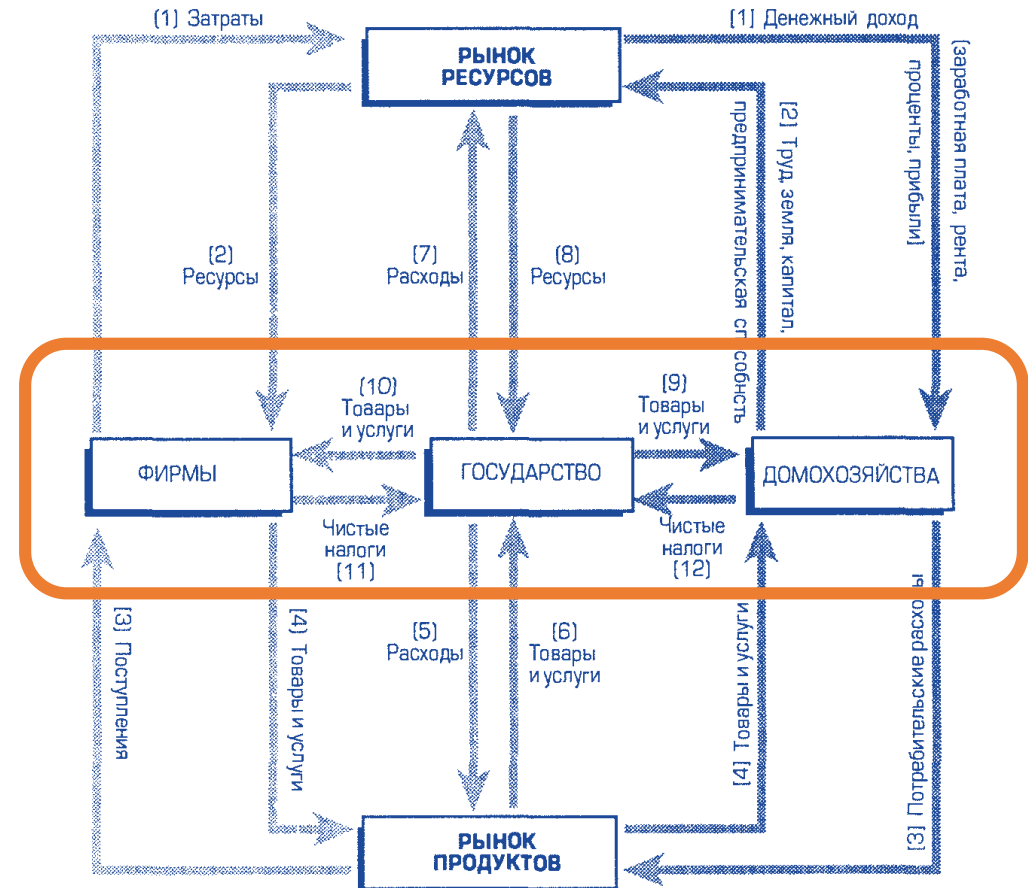 (1) Затраты
(1) Денежный доход
(заработная плата, рента,
проценты, прибыли)
РЫНОК
РЕСУРСОВ
(2)
Ресурсы
(7)
Расходы
(8)
Ресурсы
(2) Труд, земля, капитал,
предпринимательская способность
(10)
Товары
и услуги
(9)
Товары
и услуги
ФИРМЫ
ГОСУДАРСТВО
ДОМОХОЗЯЙСТВА
Чистые
налоги
(11)
Чистые
налоги
(12)
(3) Поступления
(4) Товары и услуги
(5)
Расходы
(6)
Товары
и услуги
(4) Товары и услуги
(3) Потребительские расходы
РЫНОК
ПРОДУКТОВ